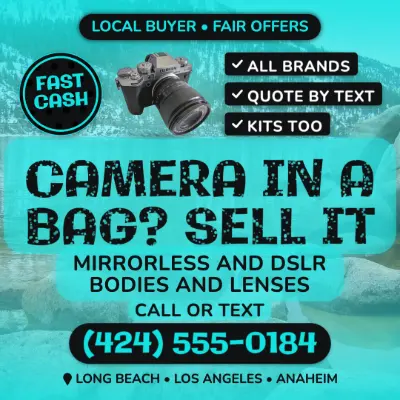 LOCAL BUYER • FAIR OFFERS
FAST
CASH
✓ ALL BRANDS
✓ QUOTE BY TEXT
✓ KITS TOO
CAMERA IN A
BAG? SELL IT
MIRRORLESS AND DSLR
BODIES AND LENSES
CALL OR TEXT
(424) 555-0184
LONG BEACH • LOS ANGELES • ANAHEIM